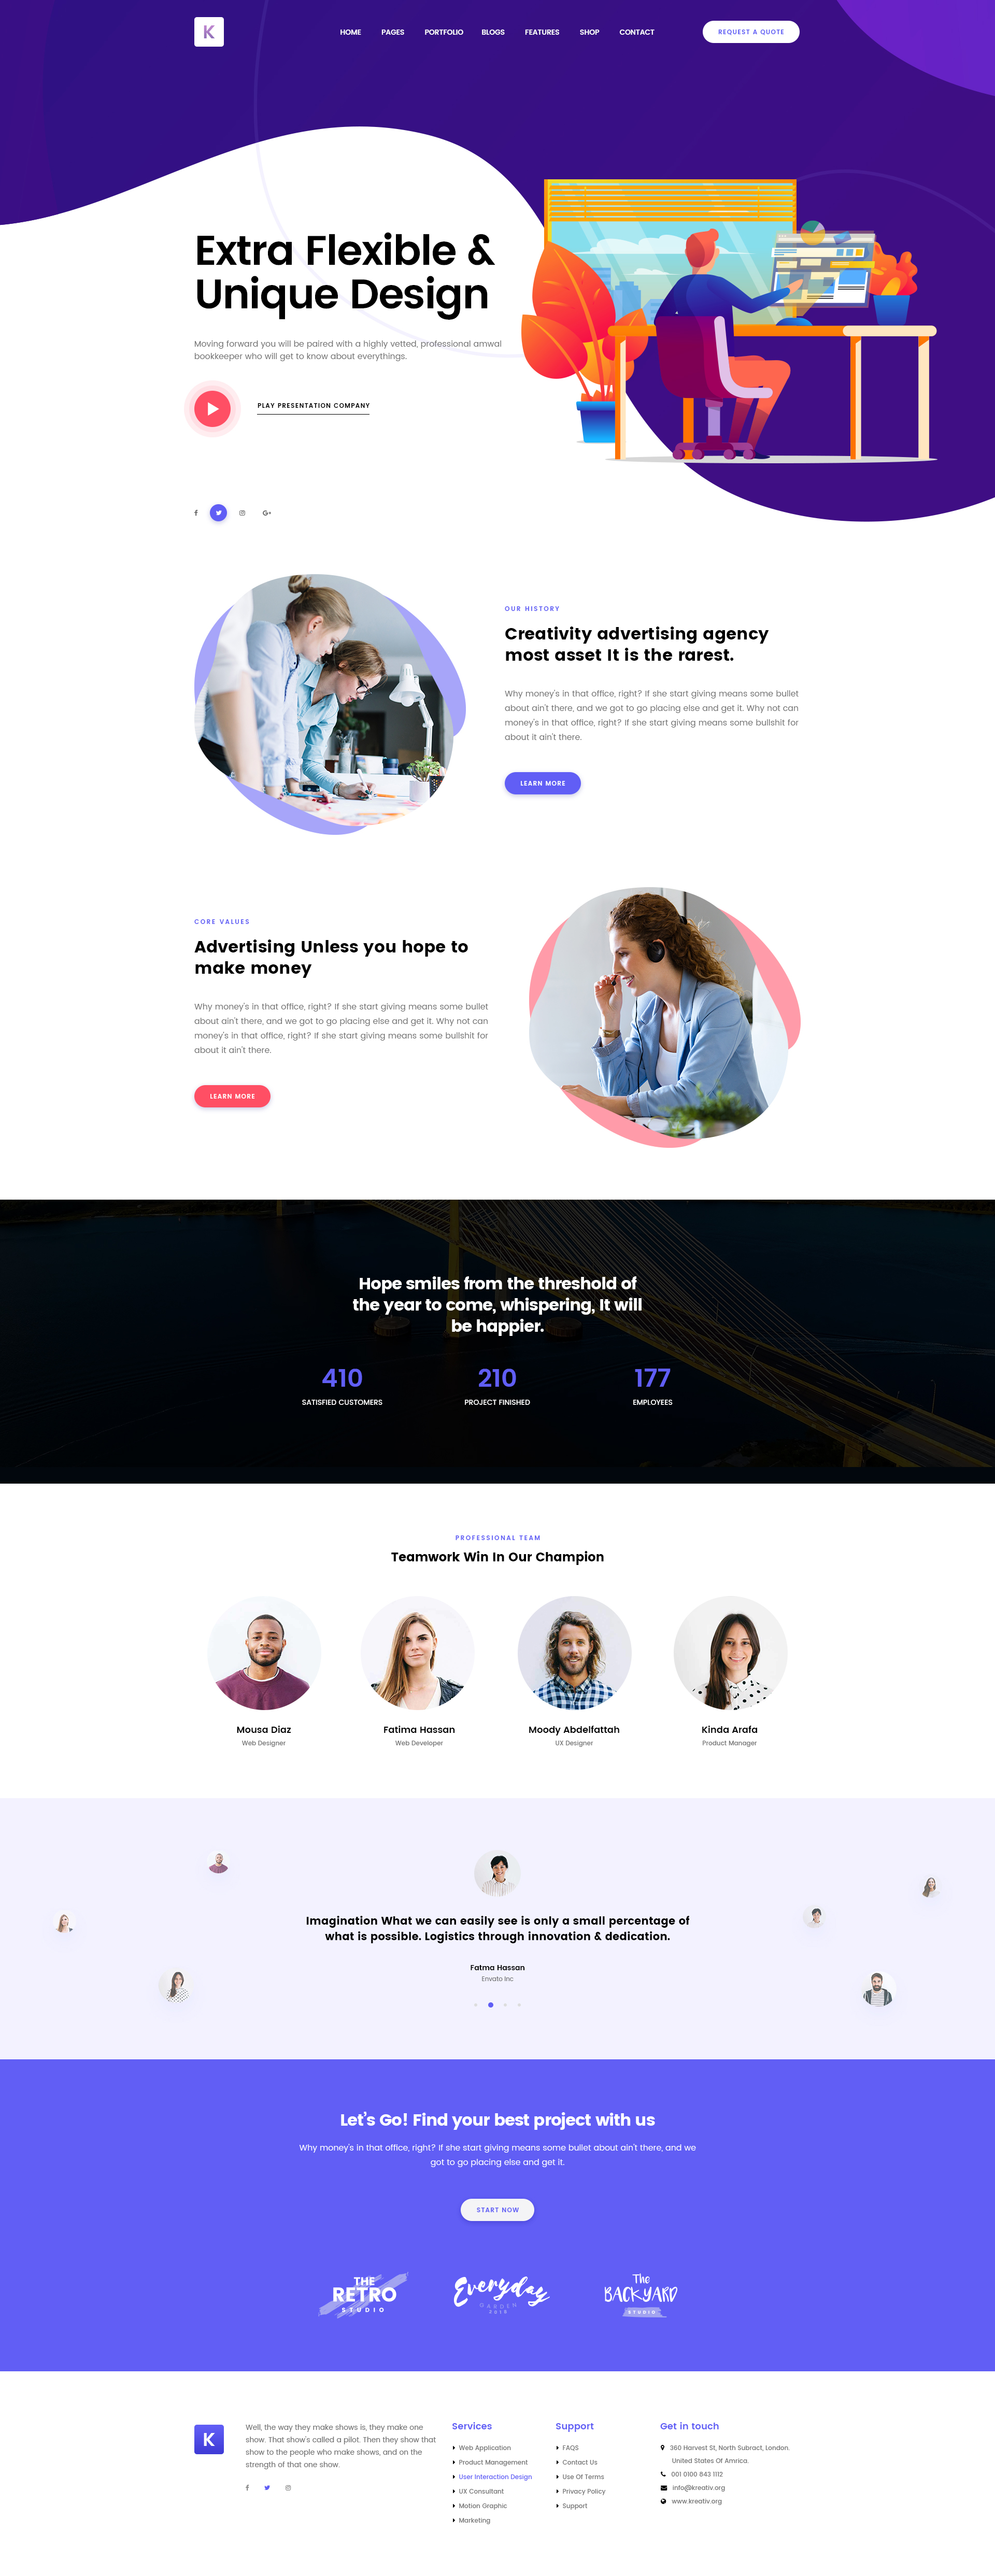 K
HOME PAGES PORTFOLIO BLOGS FEATURES SHOP CONTACT
REQUEST A QUOTE
Extra Flexible &
Unique Design
Moving forward you will be paired with a highly vetted, professional amwal
bookkeeper who will get to know about everythings.
PLAY PRESENTATION COMPANY
OUR HISTORY
Creativity advertising agency
most asset It is the rarest.
Why money's in that office, right? If she start giving means some bullet
about ain't there, and we got to go placing else and get it. Why not can
money's in that office, right? If she start giving means some bullshit for
about it ain't there.
LEARN MORE
CORE VALUES
Advertising Unless you hope to
make money
Why money's in that office, right? If she start giving means some bullet
about ain't there, and we got to go placing else and get it. Why not can
money's in that office, right? If she start giving means some bullshit for
about it ain't there.
LEARN MORE
Hope smiles from the threshold of
the year to come, whispering, It will
be happier.
410
SATISFIED CUSTOMERS
210
PROJECT FINISHED
177
EMPLOYEES
PROFESSIONAL TEAM
Teamwork Win In Our Champion
Mousa Diaz
Web Designer
Fatima Hassan
Web Developer
Moody Abdelfattah
UX Designer
Kinda Arafa
Product Manager
Imagination What we can easily see is only a small percentage of
what is possible. Logistics through innovation & dedication.
Fatma Hassan
Envato Inc
Let's Go! Find your best project with us
Why money's in that office, right? If she start giving means some bullet about ain't there, and we
got to go placing else and get it.
START NOW
THE
RETRO
STUDIO
Everyday
GARDEN
2018
The
BACKYARD
STUDIO
K
Well, the way they make shows is, they make one
show. That show's called a pilot. Then they show that
show to the people who make shows, and on the
strength of that one show.
Services
Web Application
Product Management
User Interaction Design
UX Consultant
Motion Graphic
Marketing
Support
FAQS
Contact Us
Use Of Terms
Privacy Policy
Support
Get in touch
360 Harvest St, North Subract, London.
United States Of Amrica.
001 0100 843 1112
info@kreativ.org
www.kreativ.org